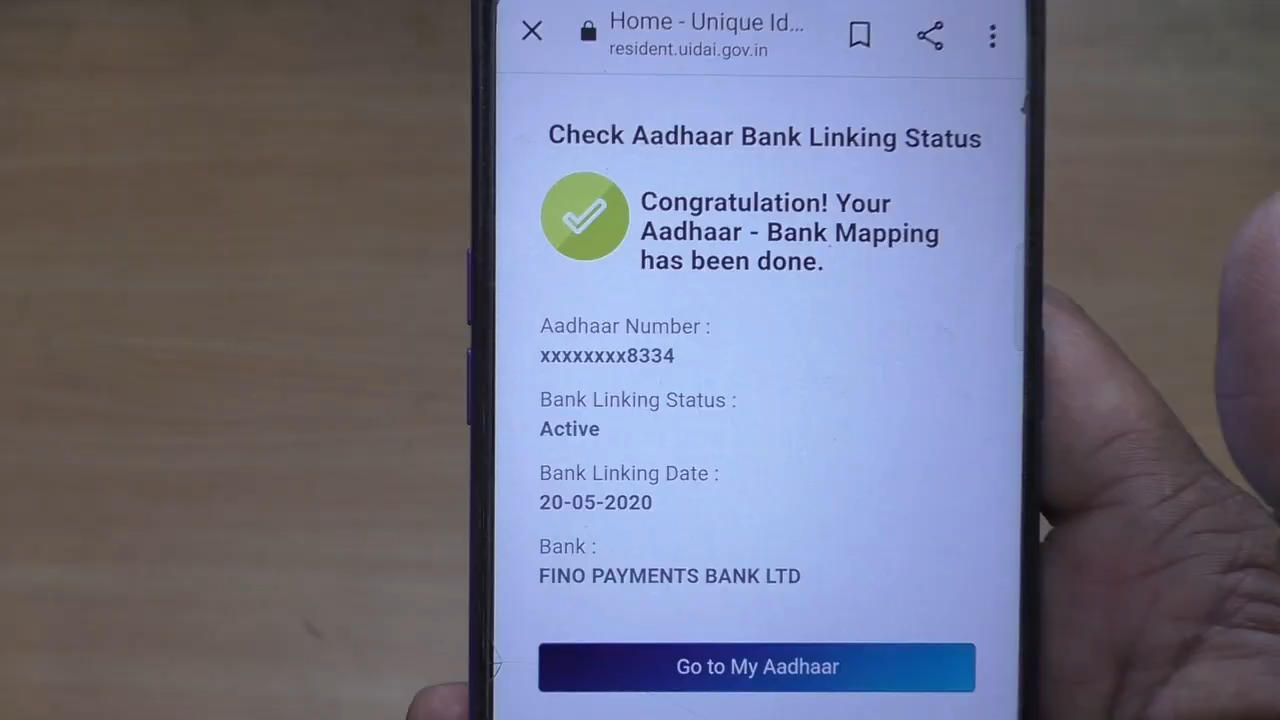 Home - Unique Id...
resident.uidai.gov.in
Check Aadhaar Bank Linking Status
Congratulation! Your
Aadhaar - Bank Mapping
has been done.
Aadhaar Number :
xxxxxxxx8334
Bank Linking Status :
Active
Bank Linking Date :
20-05-2020
Bank :
FINO PAYMENTS BANK LTD
Go to My Aadhaar